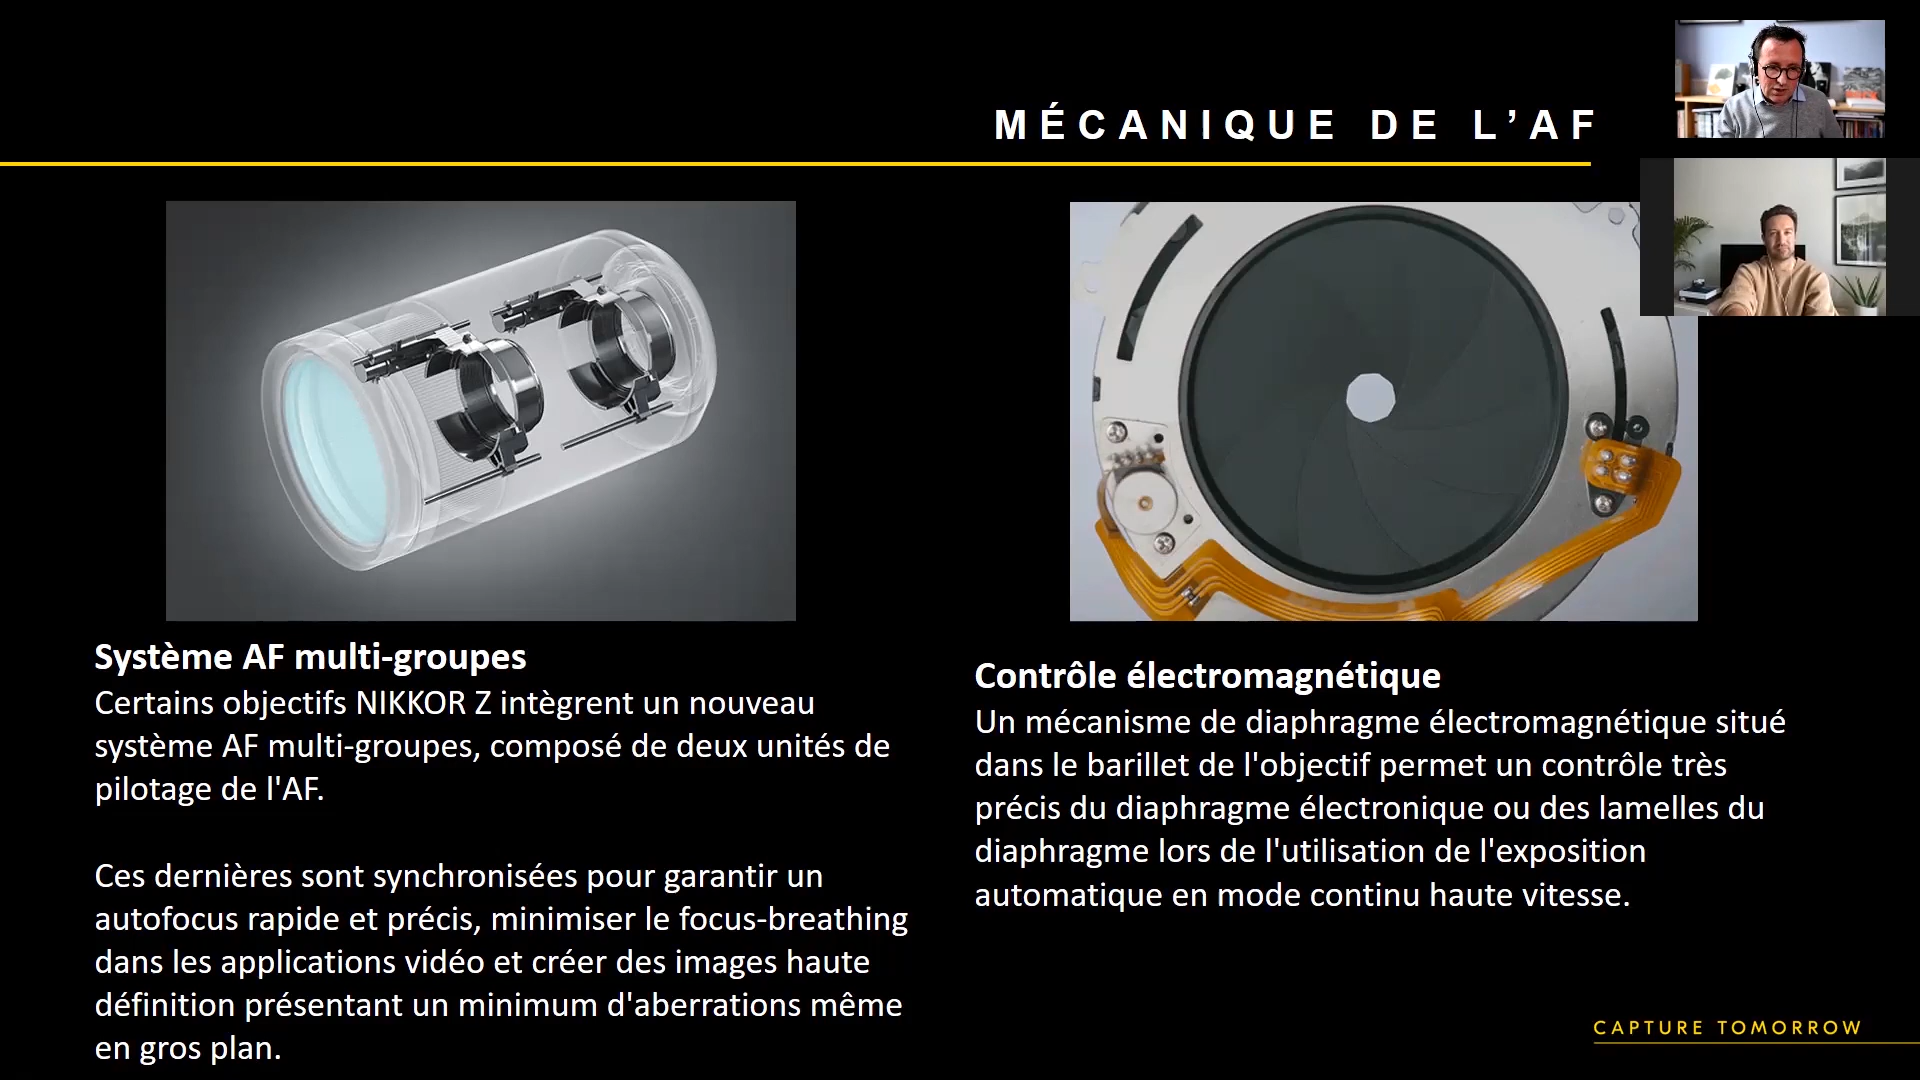 MÉCANIQUE DE L’AF
Système AF multi-groupes
Certains objectifs NIKKOR Z intègrent un nouveau
système AF multi-groupes, composé de deux unités de
pilotage de l'AF.
Ces dernières sont synchronisées pour garantir un
autofocus rapide et précis, minimiser le focus-breathing
dans les applications vidéo et créer des images haute
définition présentant un minimum d'aberrations même
en gros plan.
Contrôle électromagnétique
Un mécanisme de diaphragme électromagnétique situé
dans le barillet de l'objectif permet un contrôle très
précis du diaphragme électronique ou des lamelles du
diaphragme lors de l'utilisation de l'exposition
automatique en mode continu haute vitesse.
CAPTURE TOMORROW